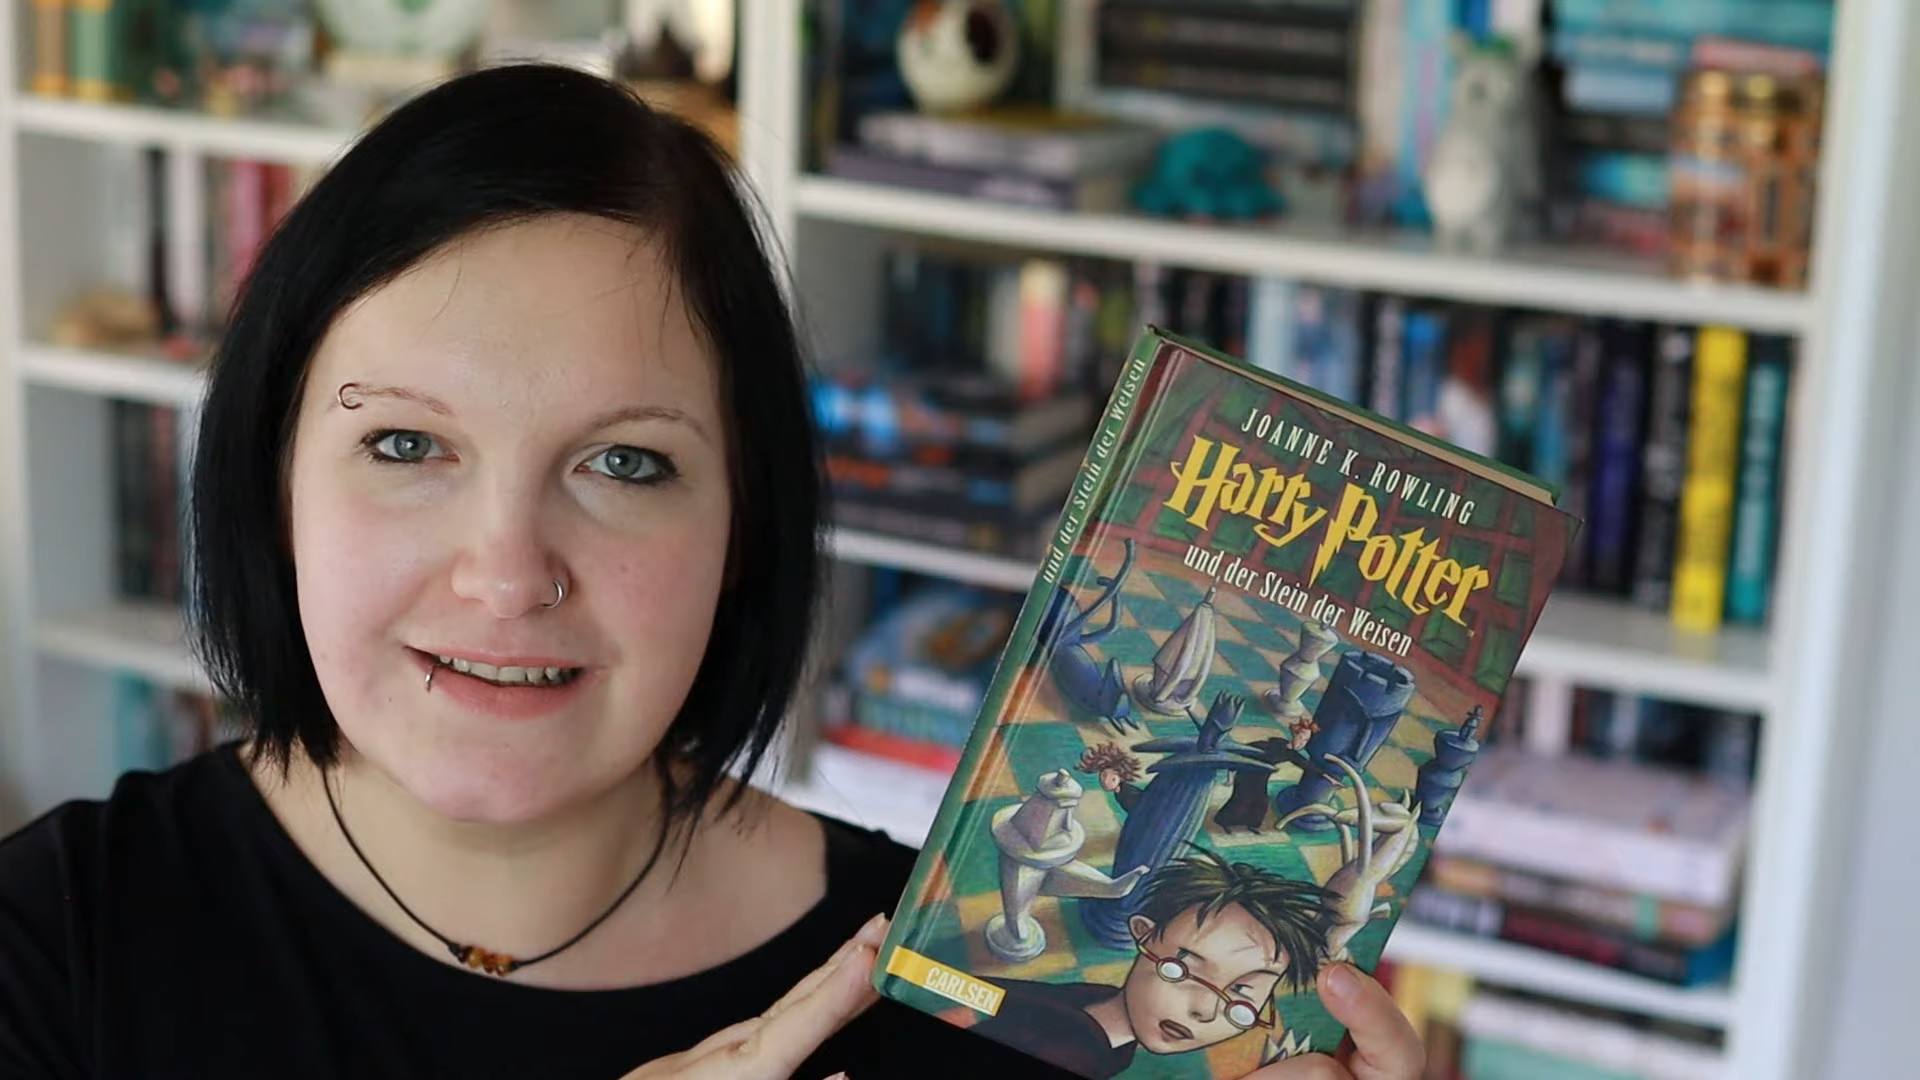 JOANNE K. ROWLING
Harry Potter
und der Stein der Weisen
CARLSEN
und der Stein der Weisen